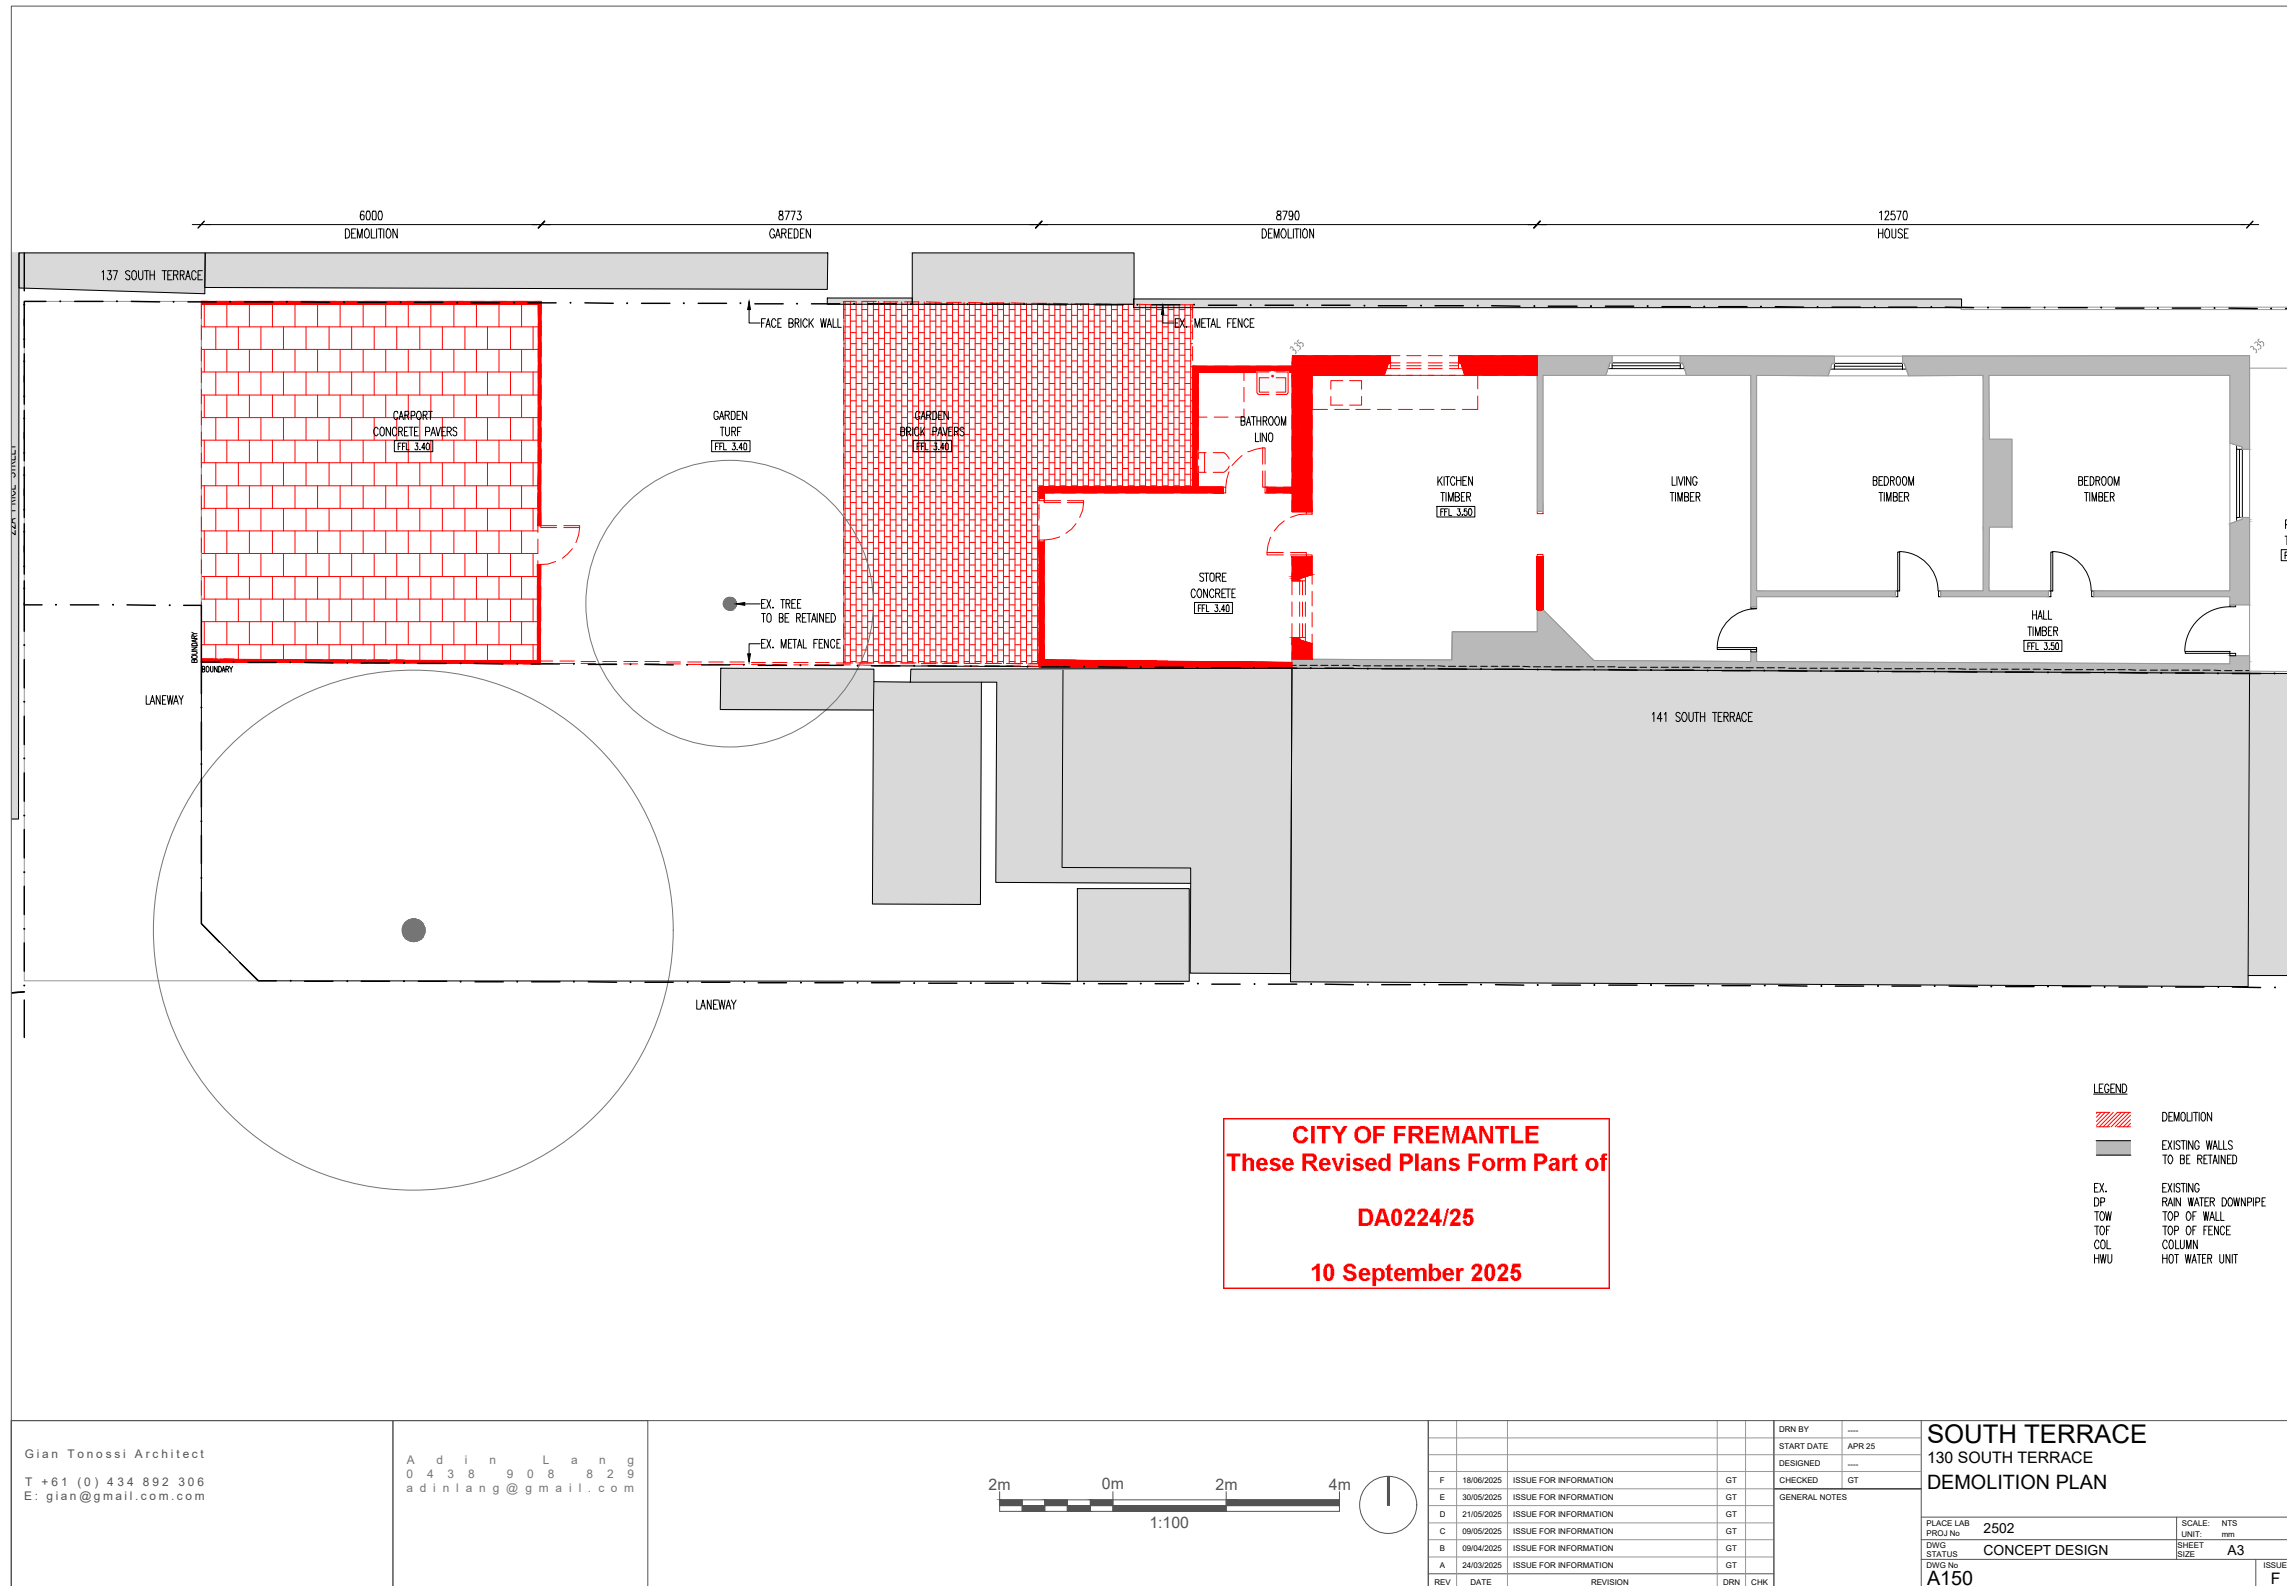 6000
DEMOLITION
8773
GAREDEN
8790
DEMOLITION
12570
HOUSE
137 SOUTH TERRACE
FACE BRICK WALL
EX. METAL FENCE
3.35
3.35
CARPORT
CONCRETE PAVERS
FFL 3.40
GARDEN
TURF
FFL 3.40
GARDEN
BRICK PAVERS
FFL 3.40
BATHROOM
LINO
KITCHEN
TIMBER
FFL 3.50
LIVING
TIMBER
BEDROOM
TIMBER
BEDROOM
TIMBER
STORE
CONCRETE
FFL 3.40
EX. TREE
TO BE RETAINED
EX. METAL FENCE
HALL
TIMBER
FFL 3.50
BOUNDARY
BOUNDARY
LANEWAY
141 SOUTH TERRACE
LANEWAY
LEGEND
DEMOLITION
EXISTING WALLS
TO BE RETAINED
EX. EXISTING
DP RAIN WATER DOWNPIPE
TOW TOP OF WALL
TOF TOP OF FENCE
COL COLUMN
HWU HOT WATER UNIT
CITY OF FREMANTLE
These Revised Plans Form Part of
DA0224/25
10 September 2025
Gian Tonossi Architect
T +61 (0) 434 892 306
E: gian@gmail.com.com
Adin Lang
0438 908 829
adinlang@gmail.com
2m 0m 2m 4m
1:100
F 18/06/2025 ISSUE FOR INFORMATION GT
E 30/05/2025 ISSUE FOR INFORMATION GT
D 21/05/2025 ISSUE FOR INFORMATION GT
C 09/05/2025 ISSUE FOR INFORMATION GT
B 09/04/2025 ISSUE FOR INFORMATION GT
A 24/03/2025 ISSUE FOR INFORMATION GT
REV DATE REVISION DRN CHK
DRN BY ----
START DATE APR 25
DESIGNED ----
CHECKED GT
GENERAL NOTES
SOUTH TERRACE
130 SOUTH TERRACE
DEMOLITION PLAN
PLACE LAB
PROJ No 2502
SCALE: NTS
UNIT: mm
DWG
STATUS CONCEPT DESIGN
SHEET
SIZE A3
DWG No
A150
ISSUE
F